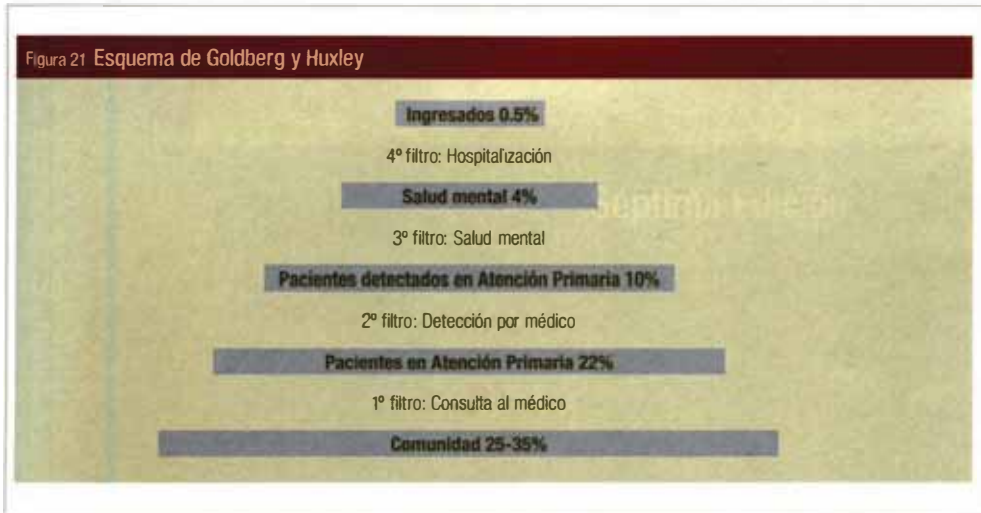 Figura 21 Esquema de Goldberg y Huxley
Ingresados 0.5%
4º filtro: Hospitalización
Salud mental 4%
3º filtro: Salud mental
Pacientes detectados en Atención Primaria 10%
2º filtro: Detección por médico
Pacientes en Atención Primaria 22%
1º filtro: Consulta al médico
Comunidad 25-35%